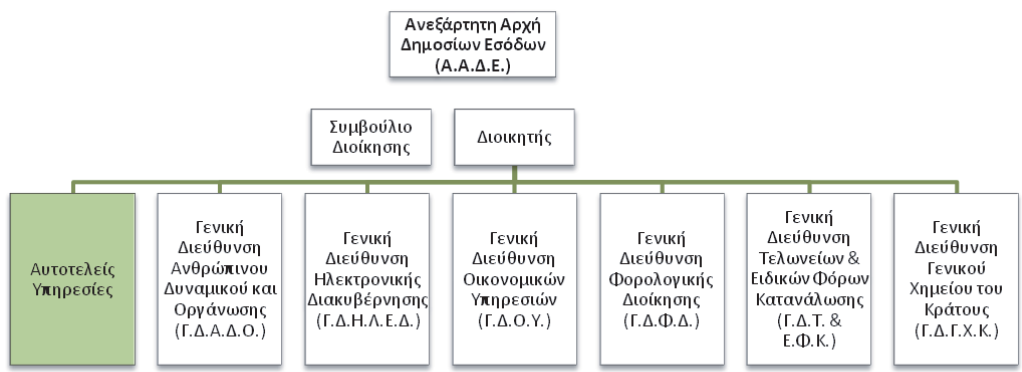 Ανεξάρτητη Αρχή
Δημοσίων Εσόδων
(Α.Α.Δ.Ε.)
Συμβούλιο
Διοίκησης
Διοικητής
Αυτοτελείς
Υπηρεσίες
Γενική
Διεύθυνση
Ανθρώπινου
Δυναμικού και
Οργάνωσης
(Γ.Δ.Α.Δ.Ο.)
Γενική
Διεύθυνση
Ηλεκτρονικής
Διακυβέρνησης
(Γ.Δ.Η.Λ.Ε.Δ.)
Γενική
Διεύθυνση
Οικονομικών
Υπηρεσιών
(Γ.Δ.Ο.Υ.)
Γενική
Διεύθυνση
Φορολογικής
Διοίκησης
(Γ.Δ.Φ.Δ.)
Γενική
Διεύθυνση
Τελωνείων &
Ειδικών Φόρων
Κατανάλωσης
(Γ.Δ.Τ. &
Ε.Φ.Κ.)
Γενική
Διεύθυνση
Γενικού
Χημείου του
Κράτους
(Γ.Δ.Γ.Χ.Κ.)